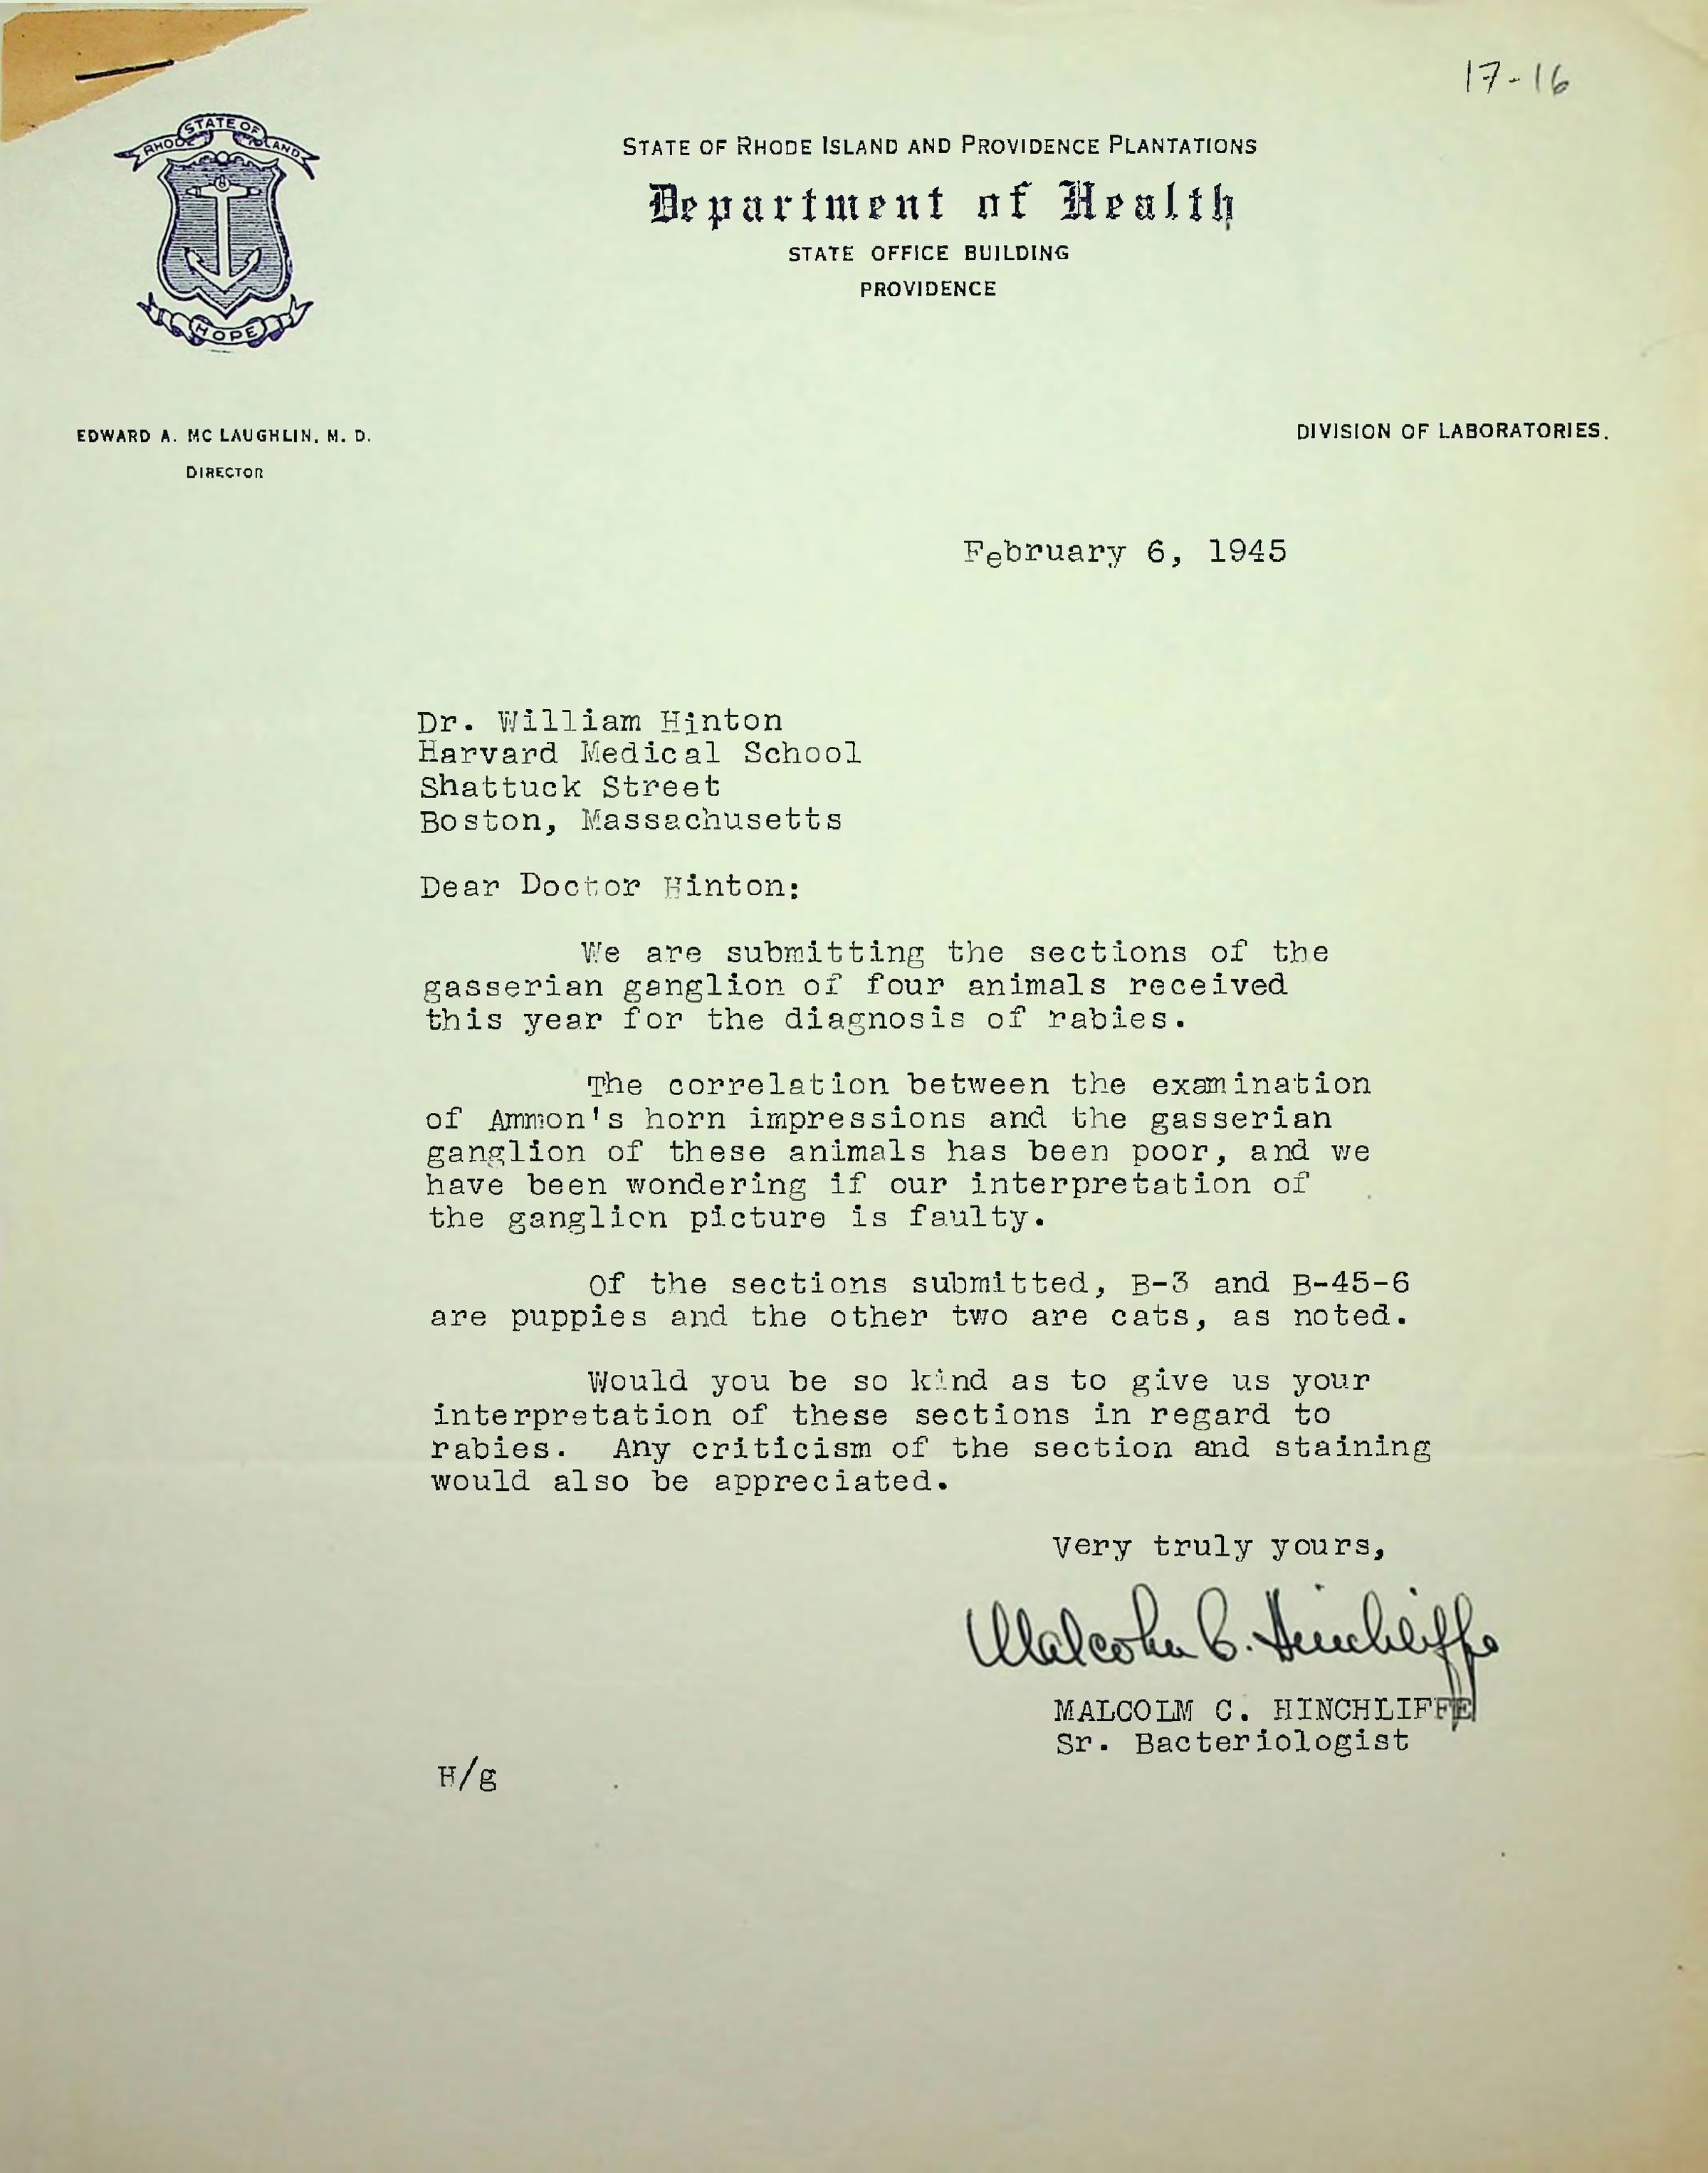 17-16
STATE OF
RHODE ISLAND
HOPE
STATE OF RHODE ISLAND AND PROVIDENCE PLANTATIONS
Department of Health
STATE OFFICE BUILDING
PROVIDENCE
EDWARD A. MC LAUGHLIN, M. D.
DIRECTOR
DIVISION OF LABORATORIES.
February 6, 1945
Dr. William Hinton
Harvard Medical School
Shattuck Street
Boston, Massachusetts
Dear Doctor Hinton:
We are submitting the sections of the
gasserian ganglion of four animals received
this year for the diagnosis of rabies.
The correlation between the examination
of Ammon's horn impressions and the gasserian
ganglion of these animals has been poor, and we
have been wondering if our interpretation of
the ganglion picture is faulty.
Of the sections submitted, B-3 and B-45-6
are puppies and the other two are cats, as noted.
Would you be so kind as to give us your
interpretation of these sections in regard to
rabies. Any criticism of the section and staining
would also be appreciated.
Very truly yours,
Malcolm C. Hinchliffe
MALCOLM C. HINCHLIFFE
Sr. Bacteriologist
H/g